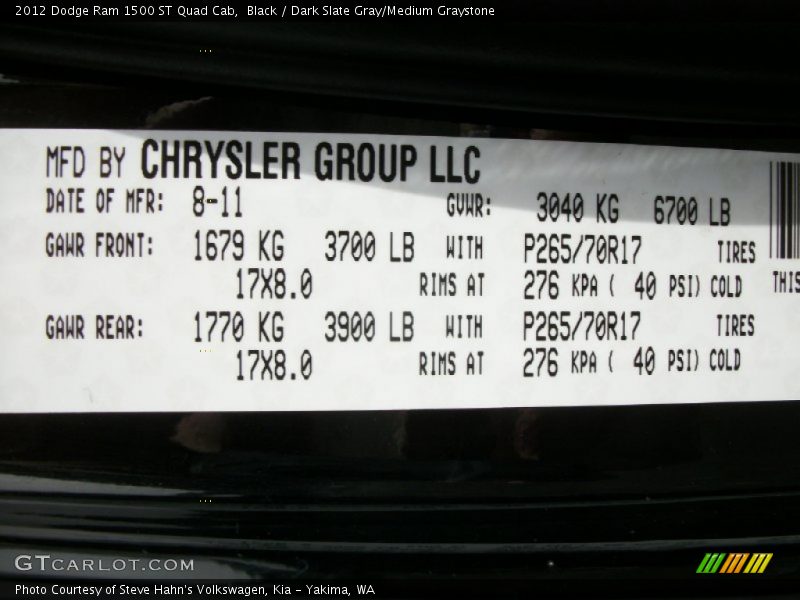 2012 Dodge Ram 1500 ST Quad Cab,  Black / Dark Slate Gray/Medium Graystone
MFD BY CHRYSLER GROUP LLC
DATE OF MFR: 8-11 GVWR: 3040 KG 6700 LB
GAWR FRONT: 1679 KG 3700 LB WITH P265/70R17 TIRES
17X8.0 RIMS AT 276 KPA ( 40 PSI) COLD
THIS
GAWR REAR: 1770 KG 3900 LB WITH P265/70R17 TIRES
17X8.0 RIMS AT 276 KPA ( 40 PSI) COLD
GTCARLOT.COM
Photo Courtesy of Steve Hahn's Volkswagen, Kia - Yakima, WA